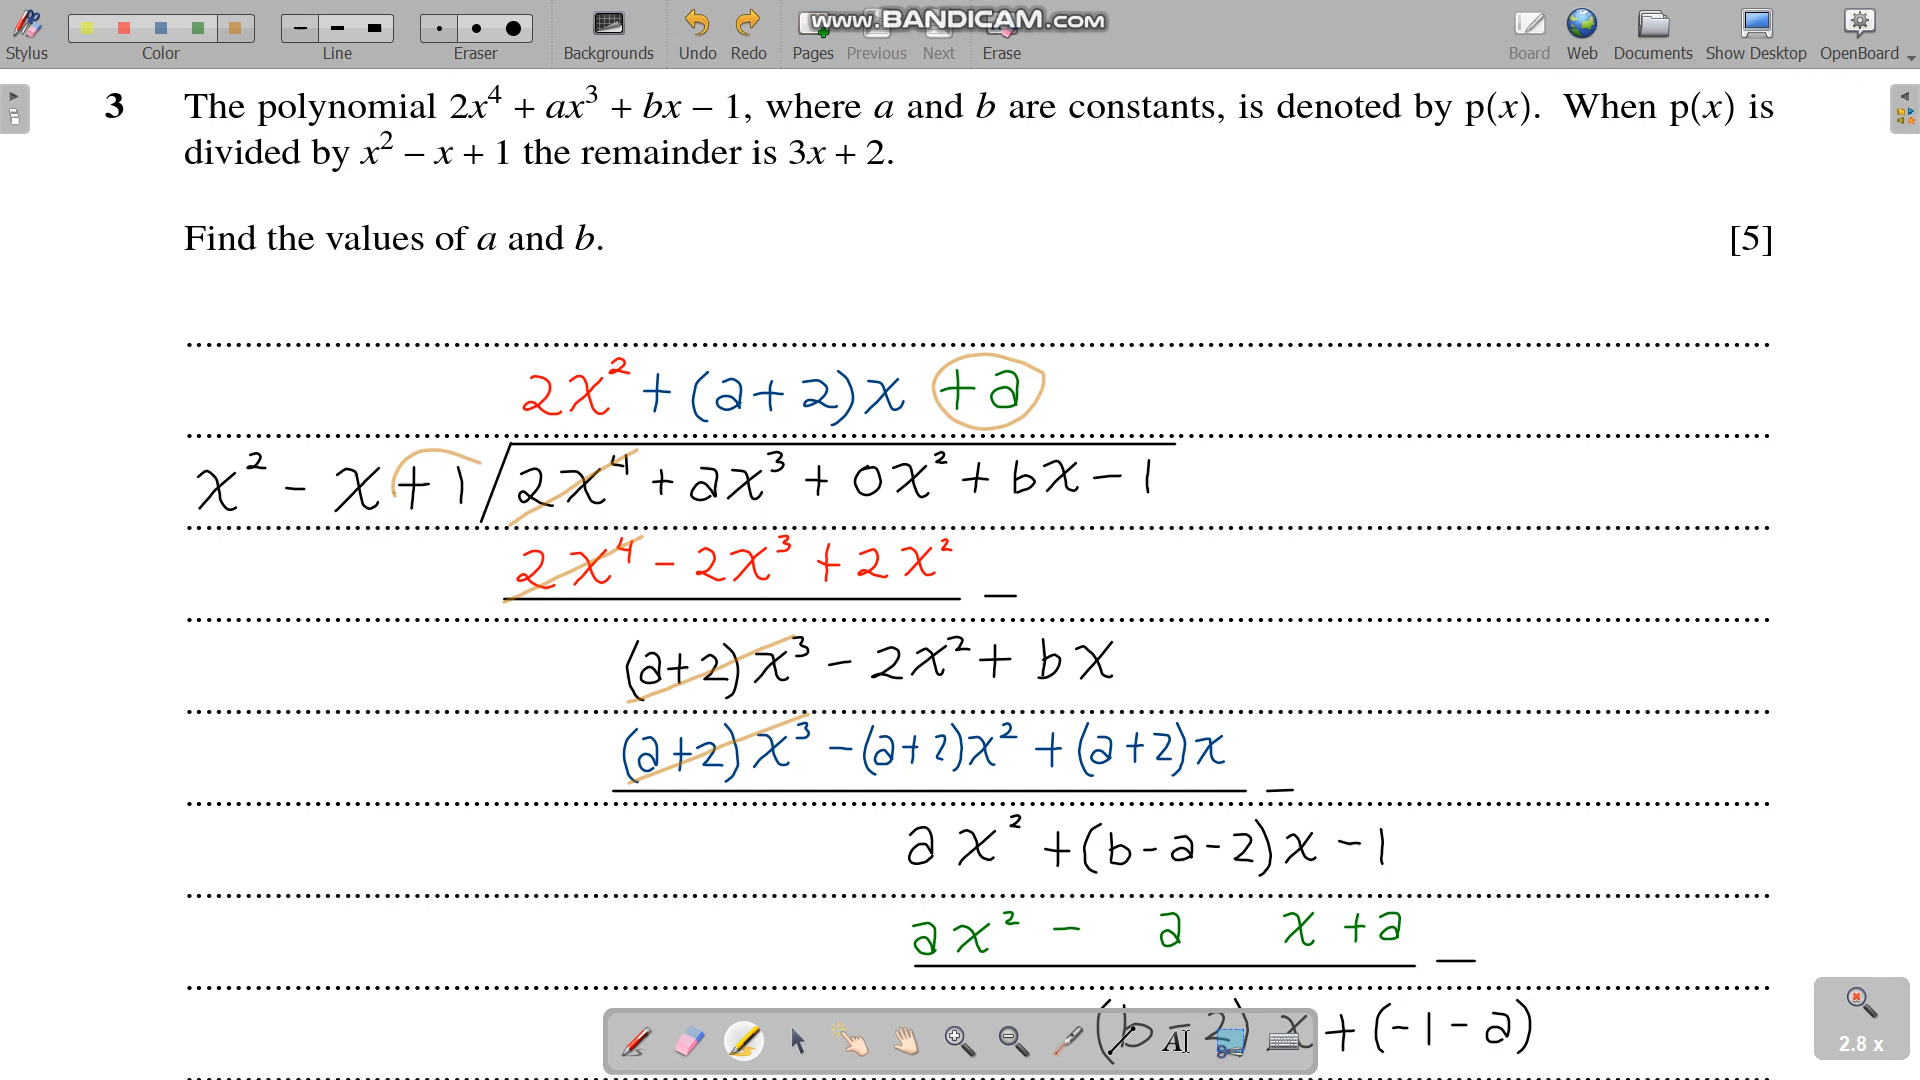 Stylus Color Line Eraser Backgrounds Undo Redo Pages Previous Next Erase Board Web Documents Show Desktop OpenBoard
www.BANDICAM.com
3 The polynomial 2x⁴ + ax³ + bx − 1, where a and b are constants, is denoted by p(x). When p(x) is
divided by x² − x + 1 the remainder is 3x + 2.
Find the values of a and b. [5]
2x² + (a+2)x + a
x² − x + 1 2x⁴ + ax³ + 0x² + bx − 1
2x⁴ − 2x³ + 2x² −
(a+2)x³ − 2x² + bx
(a+2)x³ − (a+2)x² + (a+2)x −
ax² + (b−a−2)x − 1
ax² − a x + a −
(b−2)x + (−1−a)
2.8 x